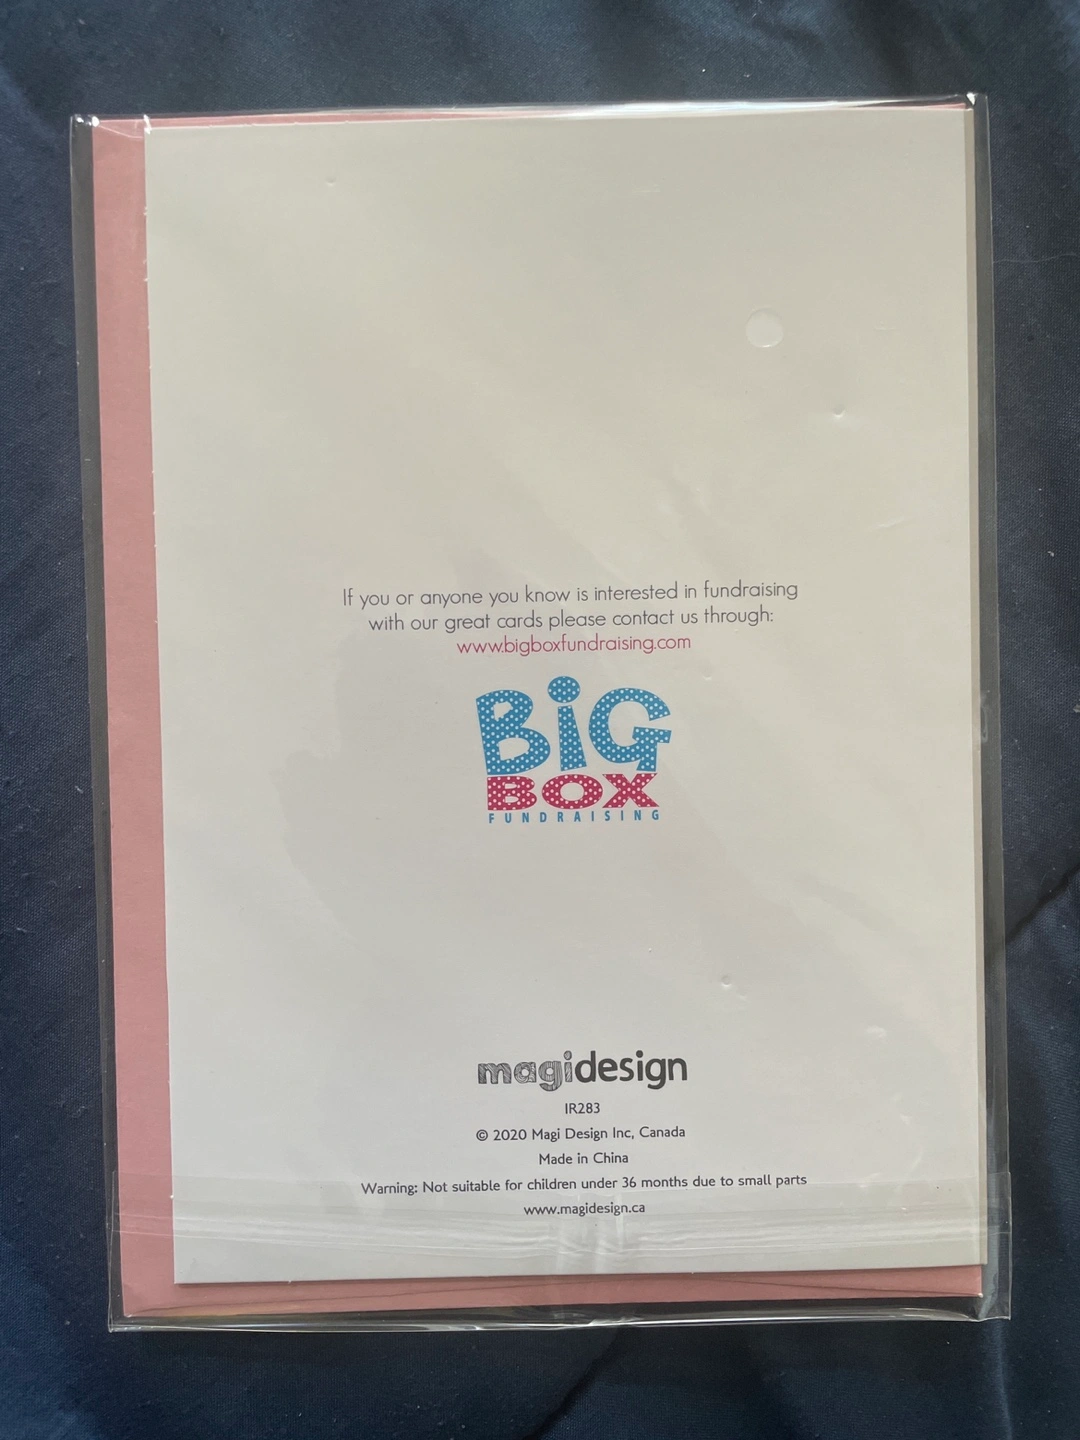 If you or anyone you know is interested in fundraising
with our great cards please contact us through:
www.bigboxfundraising.com
BiG
BOX
FUNDRAISING
magidesign
IR283
© 2020 Magi Design Inc, Canada
Made in China
Warning: Not suitable for children under 36 months due to small parts
www.magidesign.ca